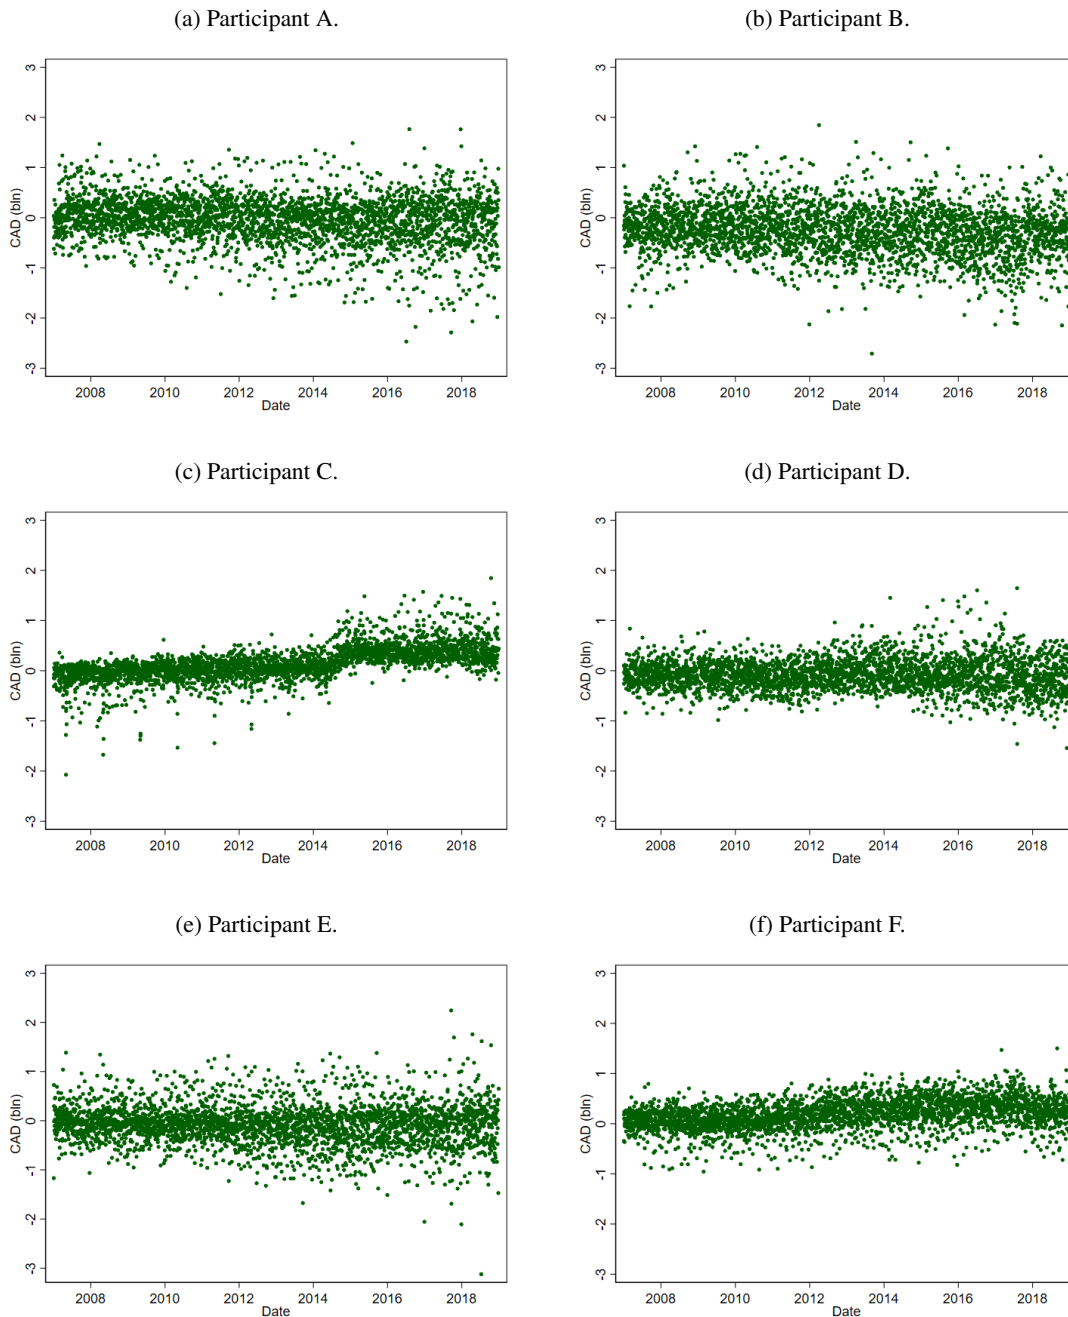 (a) Participant A.
(b) Participant B.
3
2
1
0
-1
-2
-3
CAD (bln)
2008 2010 2012 2014 2016 2018
Date
3
2
1
0
-1
-2
-3
CAD (bln)
2008 2010 2012 2014 2016 2018
Date
(c) Participant C.
(d) Participant D.
3
2
1
0
-1
-2
-3
CAD (bln)
2008 2010 2012 2014 2016 2018
Date
3
2
1
0
-1
-2
-3
CAD (bln)
2008 2010 2012 2014 2016 2018
Date
(e) Participant E.
(f) Participant F.
3
2
1
0
-1
-2
-3
CAD (bln)
2008 2010 2012 2014 2016 2018
Date
3
2
1
0
-1
-2
-3
CAD (bln)
2008 2010 2012 2014 2016 2018
Date